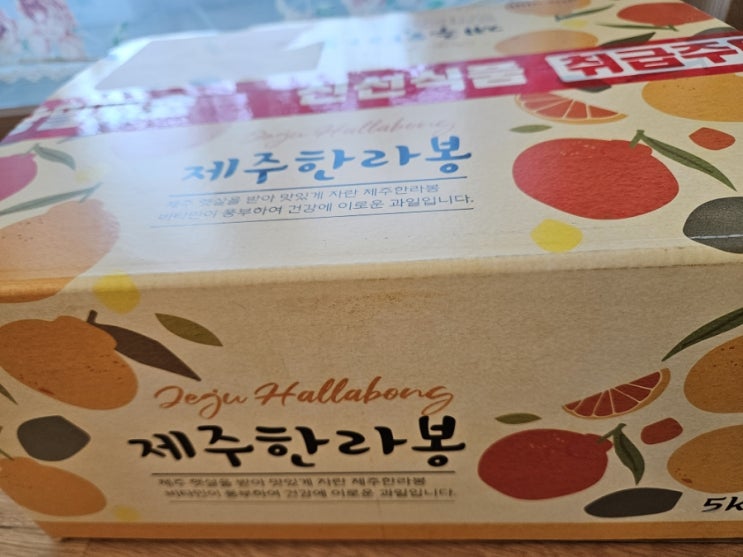 신선식품 취급주
Jeju Hallabong
제주한라봉
제주 햇살을 받아 맛있게 자란 제주한라봉
비타민이 풍부하여 건강에 이로운 과일입니다.
Jeju Hallabong
제주한라봉
제주 햇살을 받아 맛있게 자란 제주한라봉
비타민이 풍부하여 건강에 이로운 과일입니다.
5k